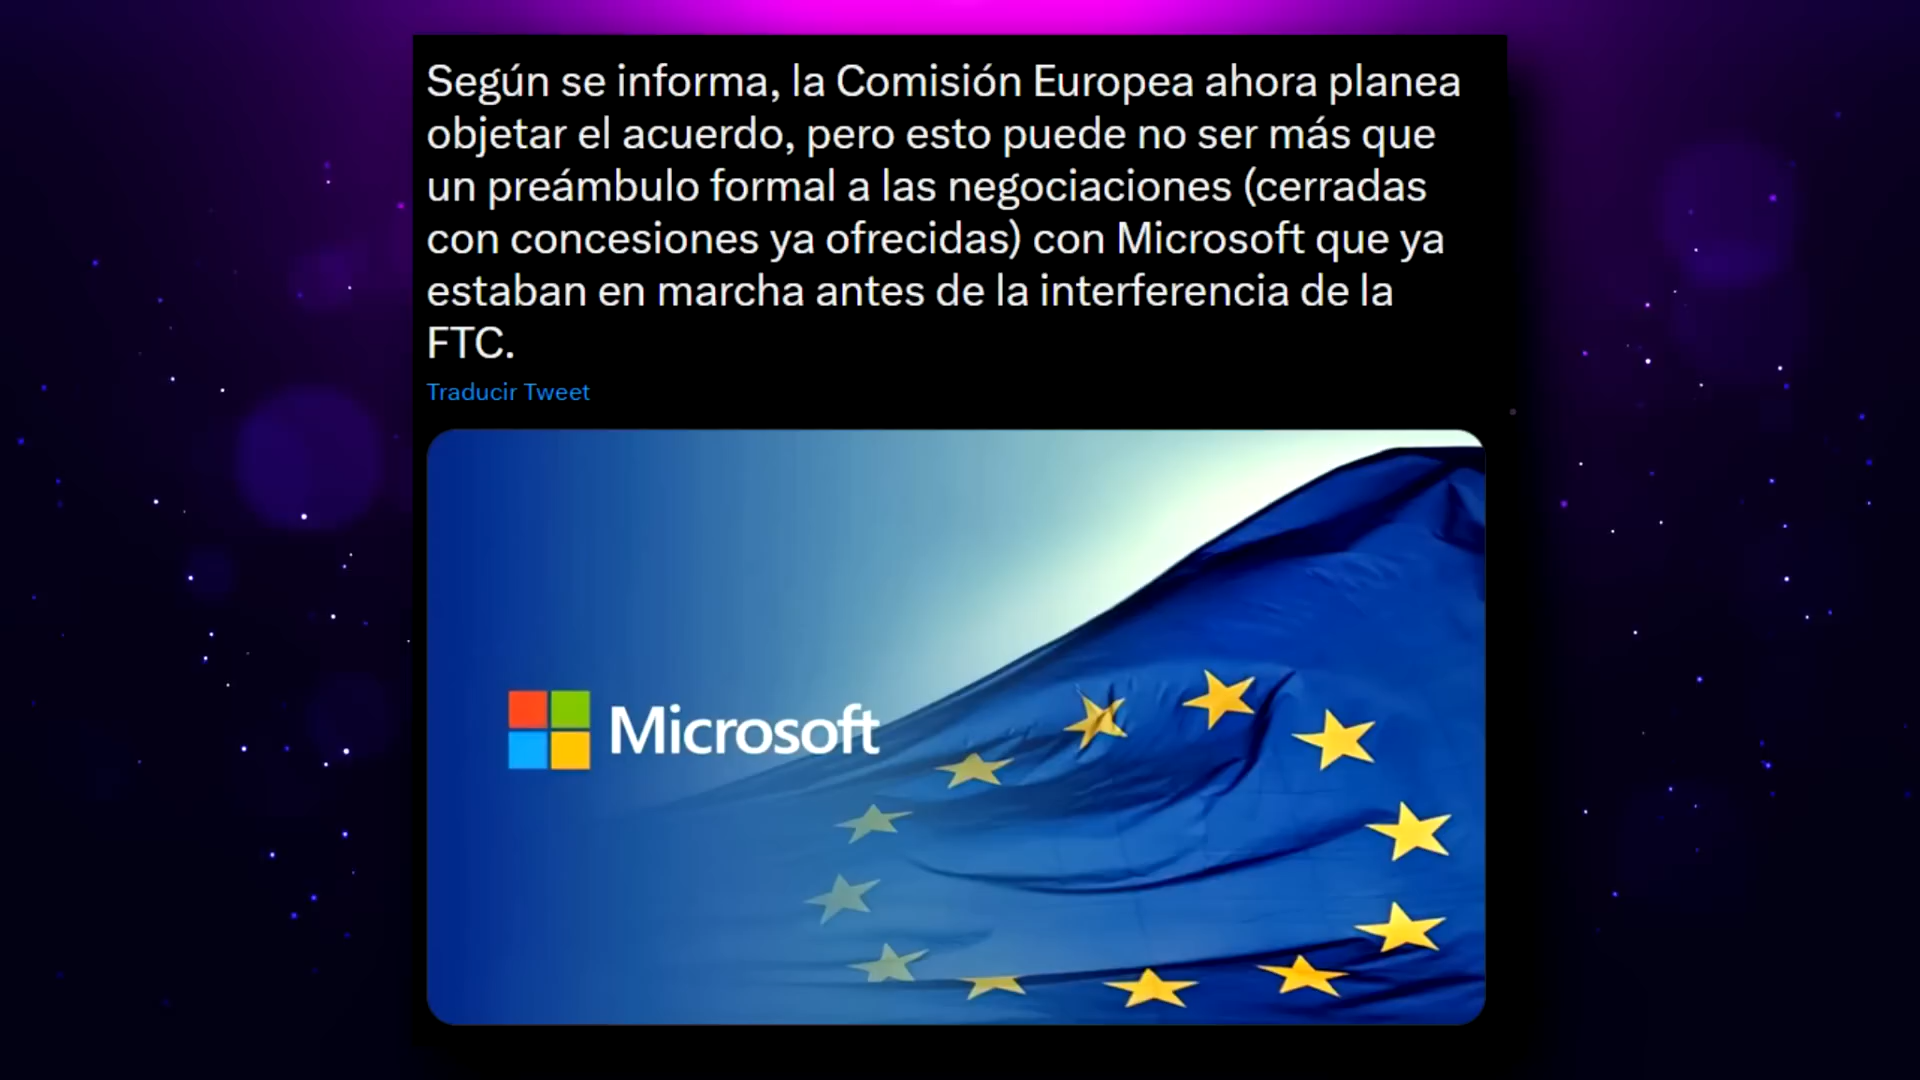 Según se informa, la Comisión Europea ahora planea
objetar el acuerdo, pero esto puede no ser más que
un preámbulo formal a las negociaciones (cerradas
con concesiones ya ofrecidas) con Microsoft que ya
estaban en marcha antes de la interferencia de la
FTC.
Traducir Tweet
Microsoft